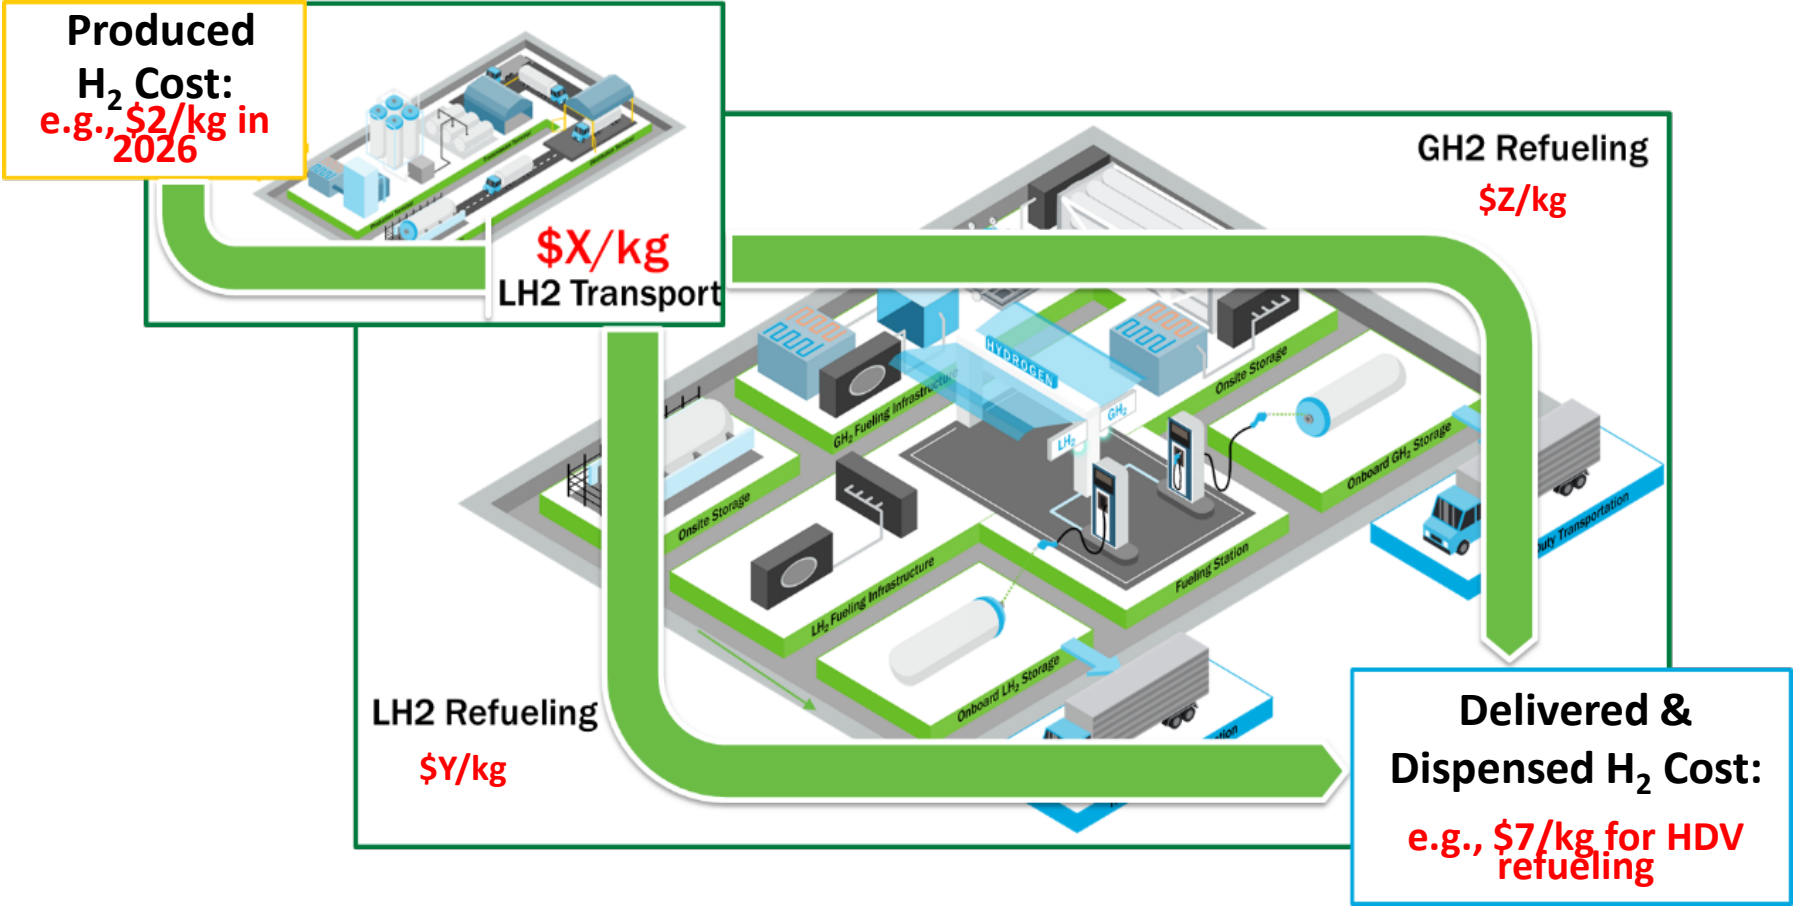 Produced
H₂ Cost:
e.g., $2/kg in
2026
$X/kg
LH2 Transport
GH2 Refueling
$Z/kg
HYDROGEN
GH₂
LH₂
Onsite Storage
GH₂ Fueling Infrastructure
Onboard GH₂ Storage
Onsite Storage
Duty Transportation
Fueling Station
LH₂ Fueling Infrastructure
Onboard LH₂ Storage
LH2 Refueling
$Y/kg
Delivered &
Dispensed H₂ Cost:
e.g., $7/kg for HDV
refueling